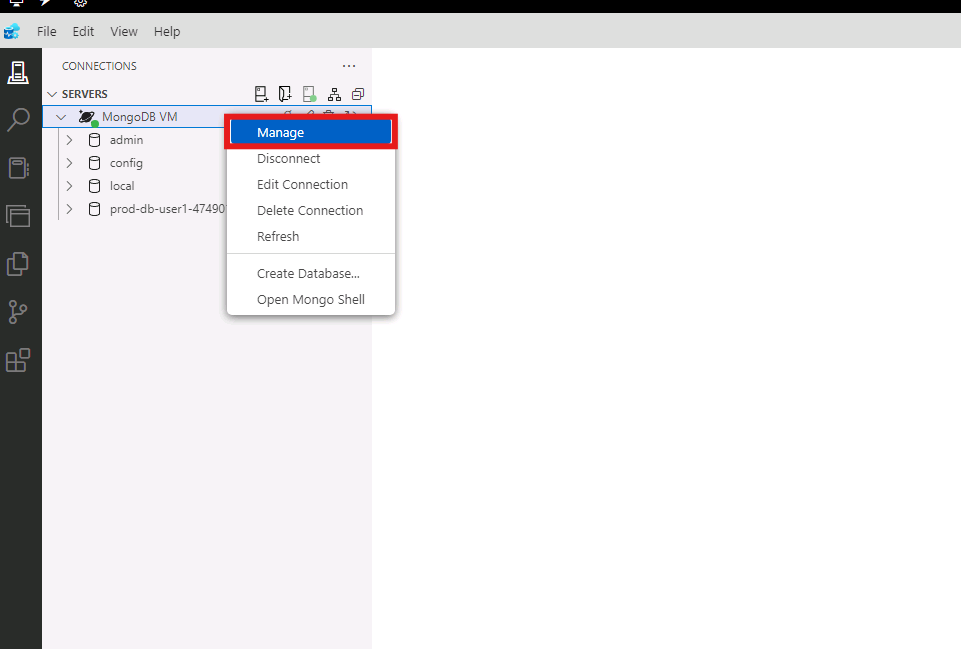 File Edit View Help
CONNECTIONS
SERVERS
MongoDB VM
admin
config
local
prod-db-user1-47490
Manage
Disconnect
Edit Connection
Delete Connection
Refresh
Create Database...
Open Mongo Shell